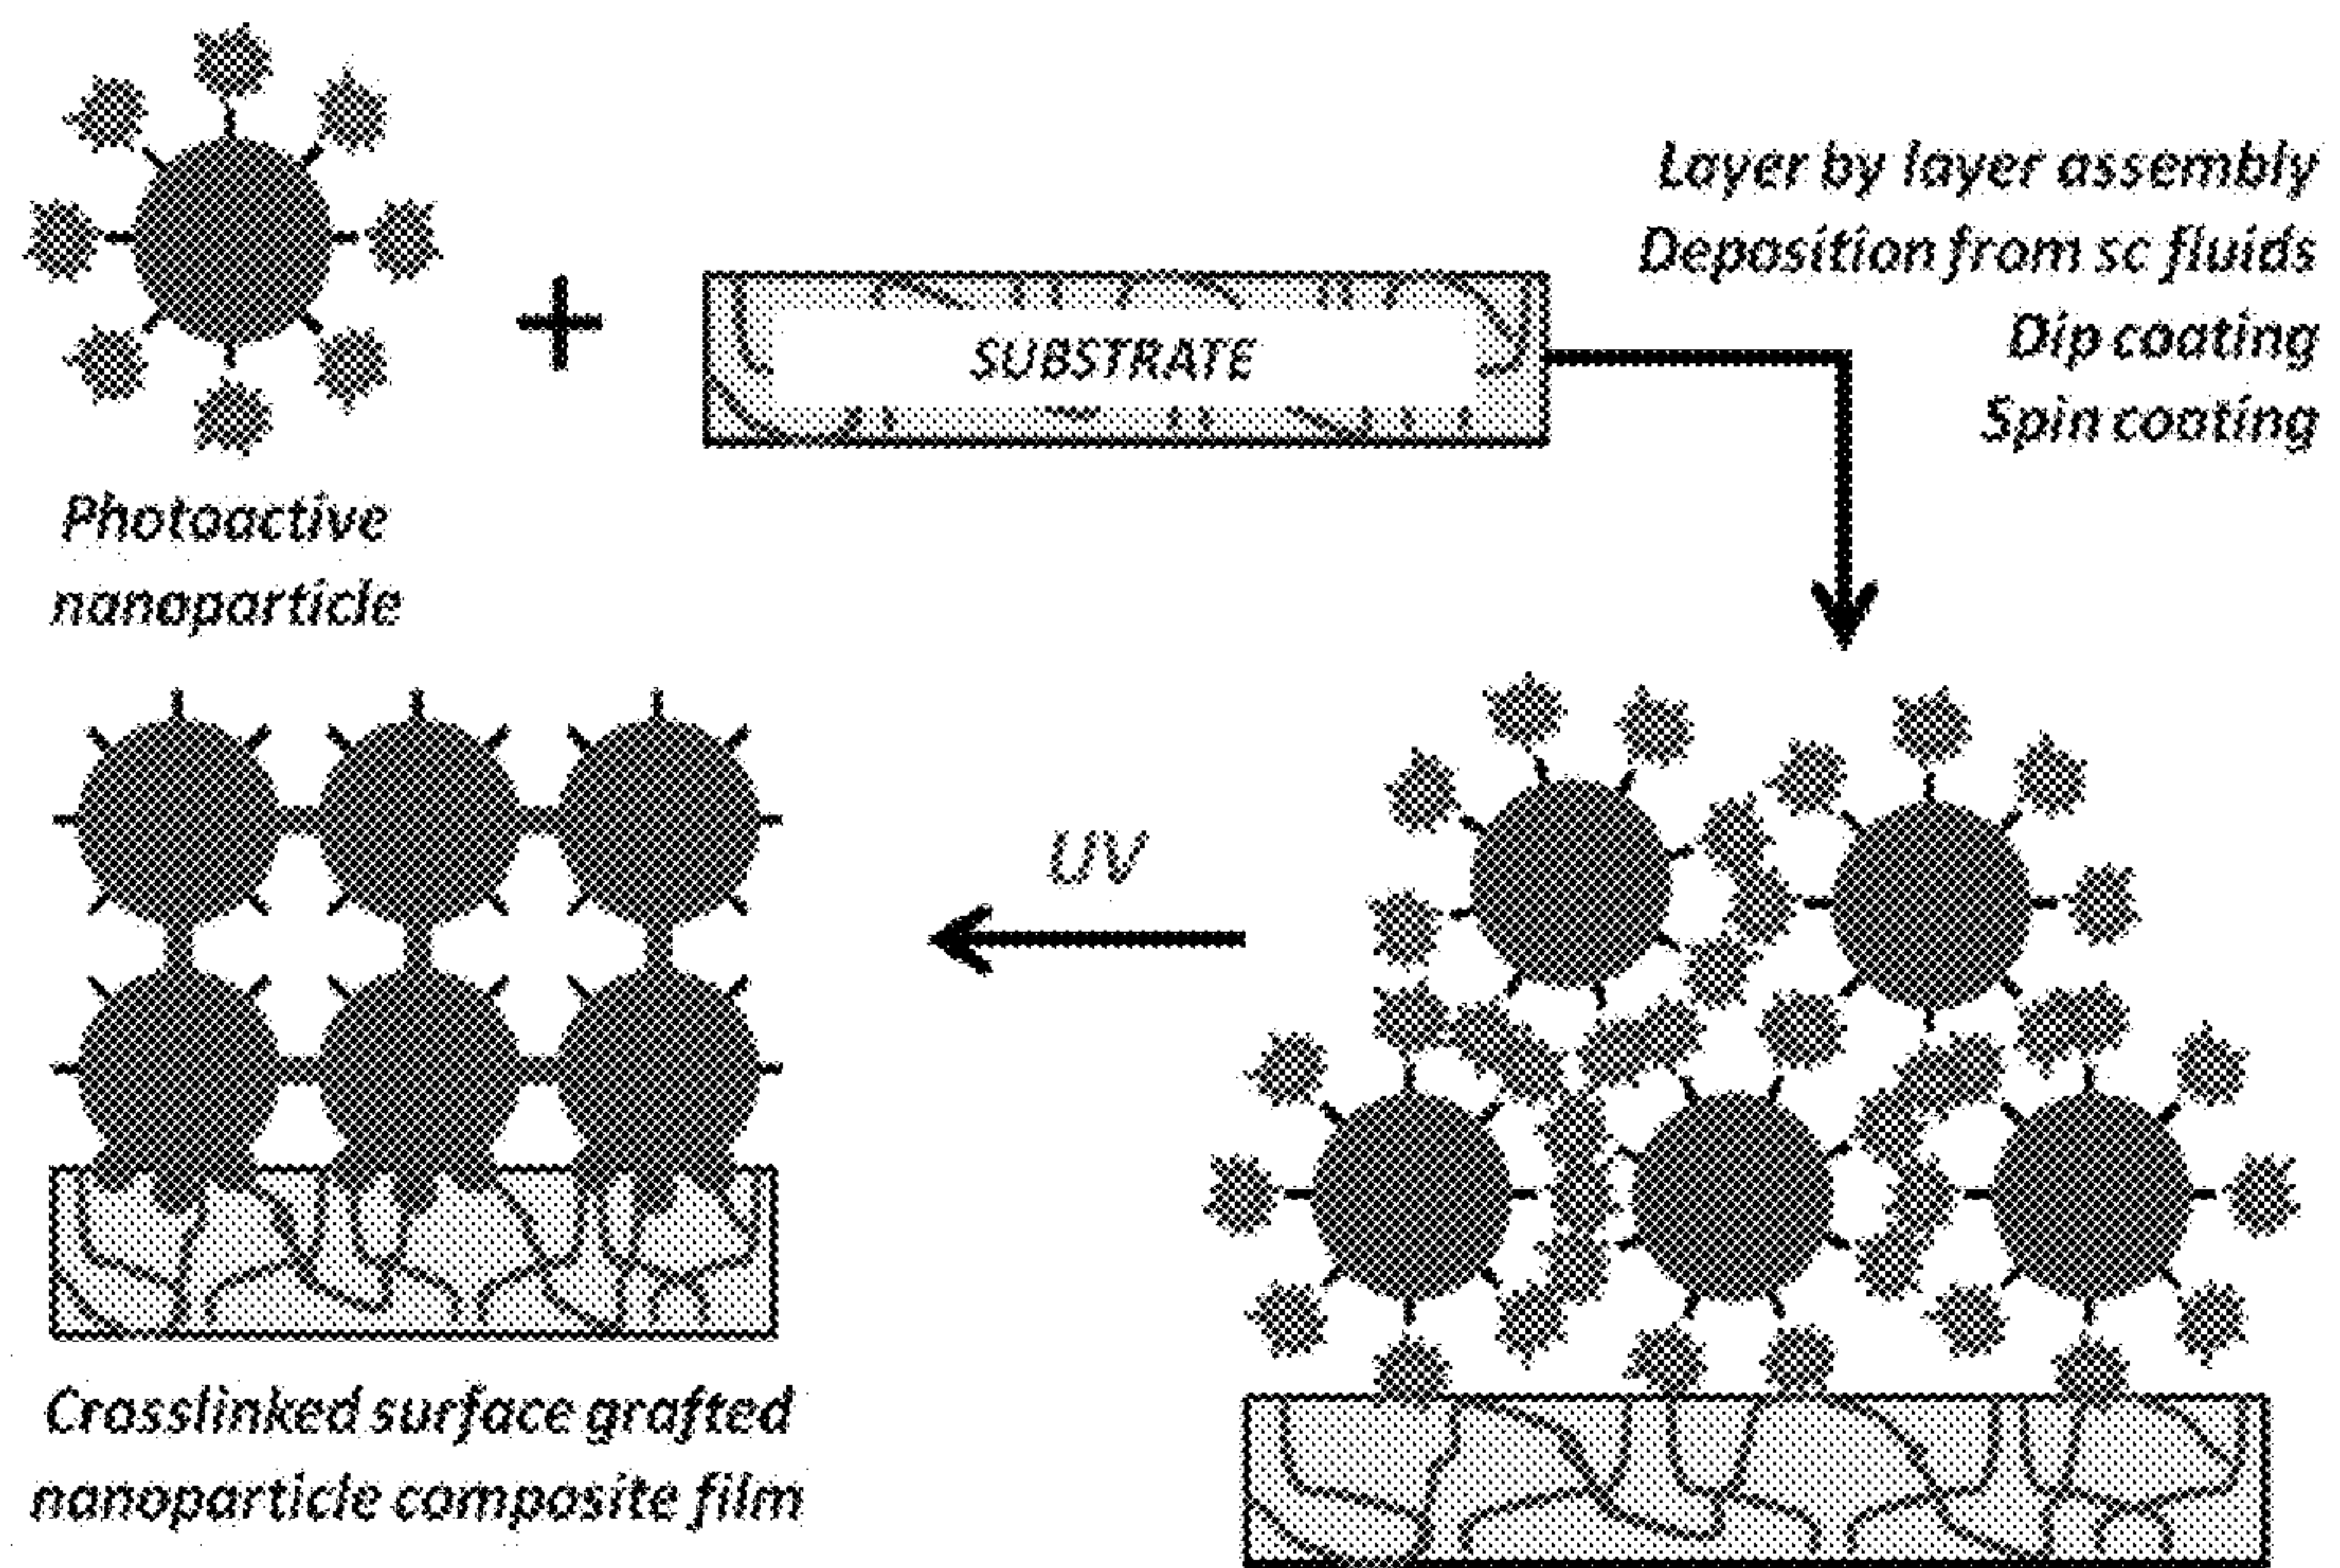 Layer by layer assembly
Deposition from sc fluids
Dip coating
Spin coating
SUBSTRATE
Photoactive
nanoparticle
UV
Crosslinked surface grafted
nanoparticle composite film